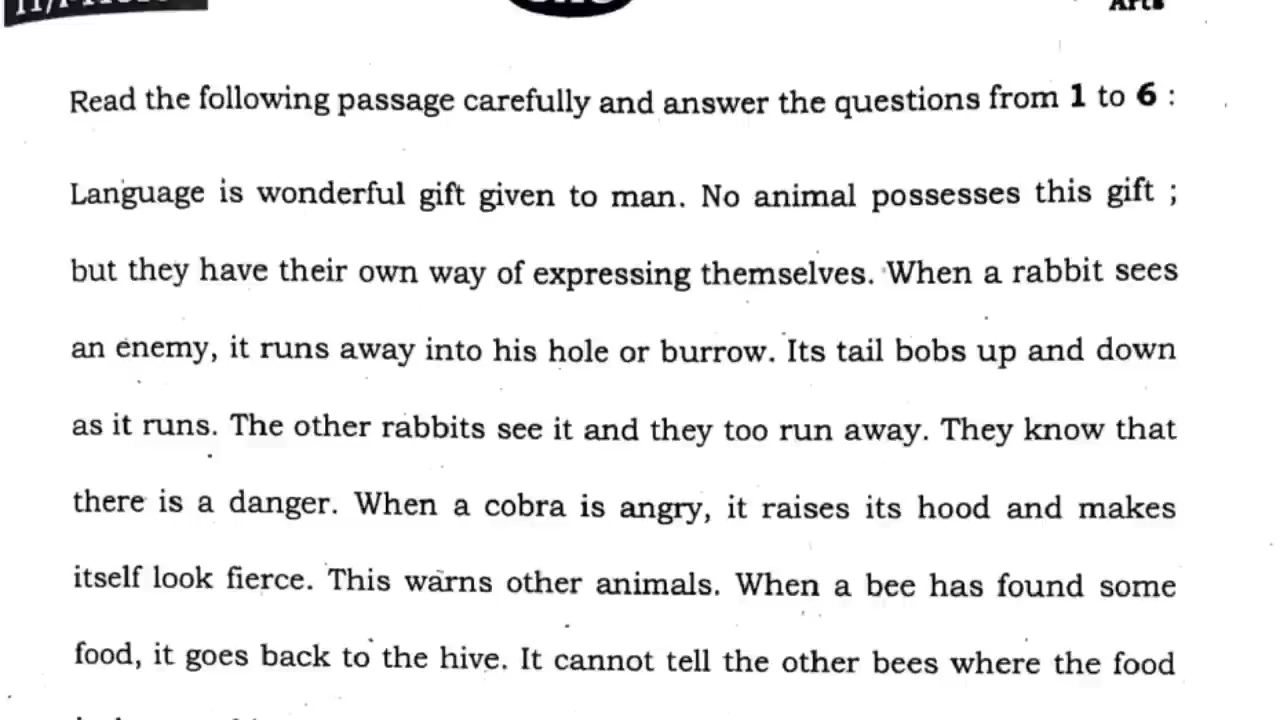 Arts
Read the following passage carefully and answer the questions from 1 to 6 :
Language is wonderful gift given to man. No animal possesses this gift ;
but they have their own way of expressing themselves. When a rabbit sees
an enemy, it runs away into his hole or burrow. Its tail bobs up and down
as it runs. The other rabbits see it and they too run away. They know that
there is a danger. When a cobra is angry, it raises its hood and makes
itself look fierce. This warns other animals. When a bee has found some
food, it goes back to the hive. It cannot tell the other bees where the food